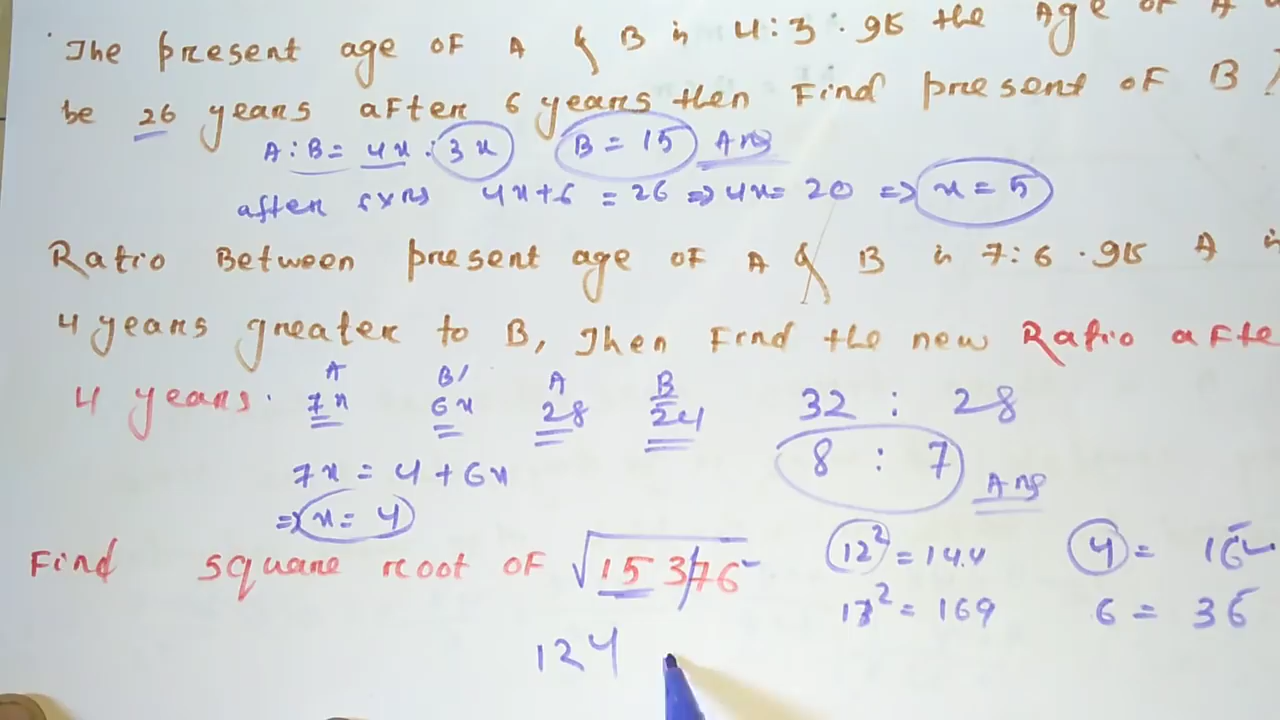 The present age of A & B is 4:3. If the Age of A
be 26 years after 6 years then Find present of B?
A:B = 4x : 3x B = 15 Ans
after 6yrs 4x+6 = 26 => 4x = 20 => x = 5
Ratio Between present age of A & B is 7:6. If A is
4 years greater to B, Then Find the new Ratio afte
4 years. A 7x B 6x A 28 B 24 32 : 28
7x = 4 + 6x 8 : 7 Ans
=> x = 4
Find square root of √15376 12² = 144 4 = 16
13² = 169 6 = 36
124